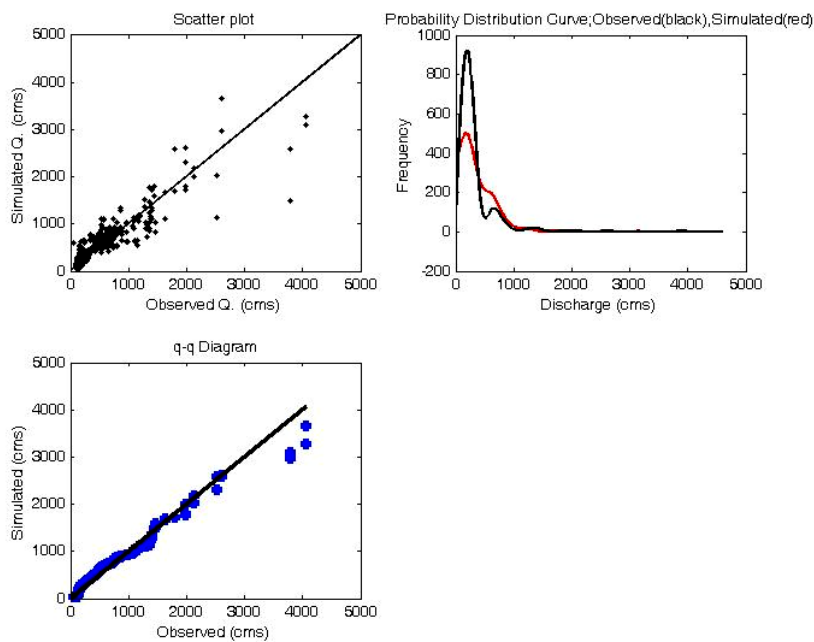 Scatter plot
5000
4000
3000
2000
1000
0
Simulated Q. (cms)
0 1000 2000 3000 4000 5000
Observed Q. (cms)
Probability Distribution Curve;Observed(black),Simulated(red)
1000
800
600
400
200
0
-200
Frequency
0 1000 2000 3000 4000 5000
Discharge (cms)
q-q Diagram
5000
4000
3000
2000
1000
0
Simulated (cms)
0 1000 2000 3000 4000 5000
Observed (cms)